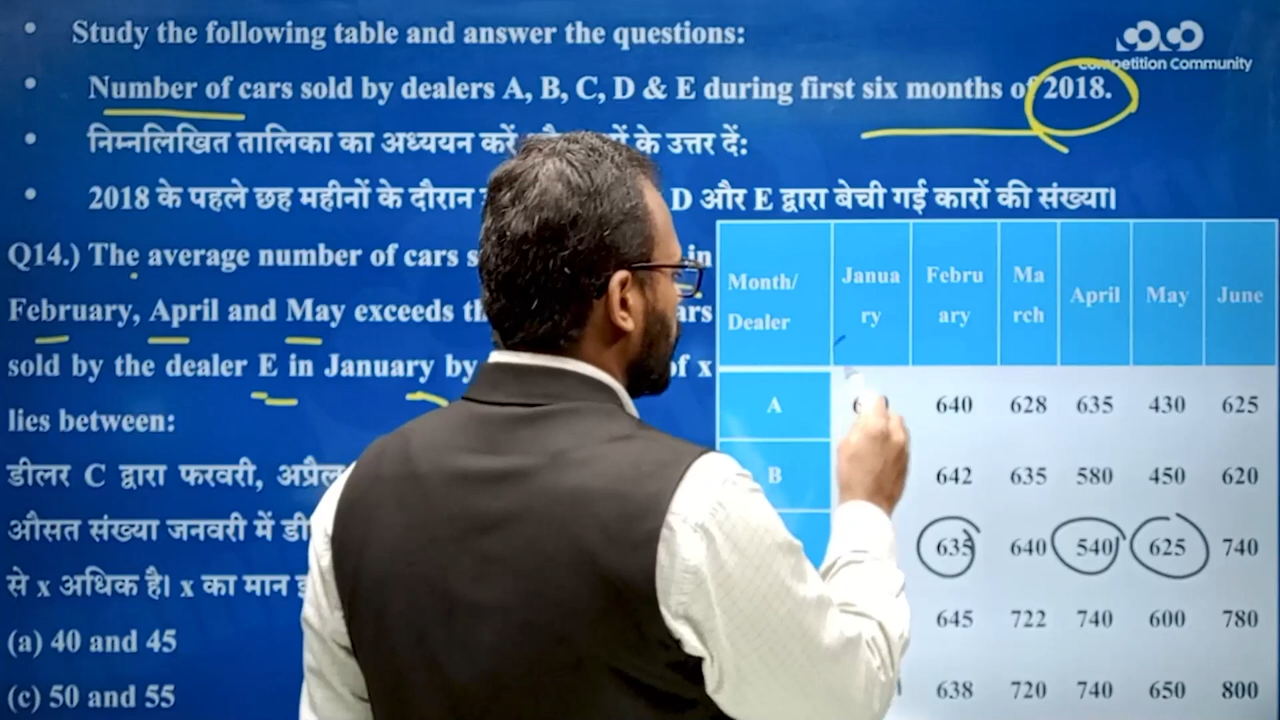 Study the following table and answer the questions:
Competition Community
Number of cars sold by dealers A, B, C, D & E during first six months of 2018.
निम्नलिखित तालिका का अध्ययन करें के उत्तर दें:
2018 के पहले छह महीनों के दौरान D और E द्वारा बेची गई कारों की संख्या।
Q14.) The average number of cars in
February, April and May exceeds
sold by the dealer E in January by of x
lies between:
डीलर C द्वारा फरवरी, अप्रैल
औसत संख्या जनवरी में
से x अधिक है। x का मान
(a) 40 and 45
(c) 50 and 55
Month/ Dealer Janua ry Febru ary Ma rch April May June
A 640 628 635 430 625
B 642 635 580 450 620
635 640 540 625 740
645 722 740 600 780
638 720 740 650 800